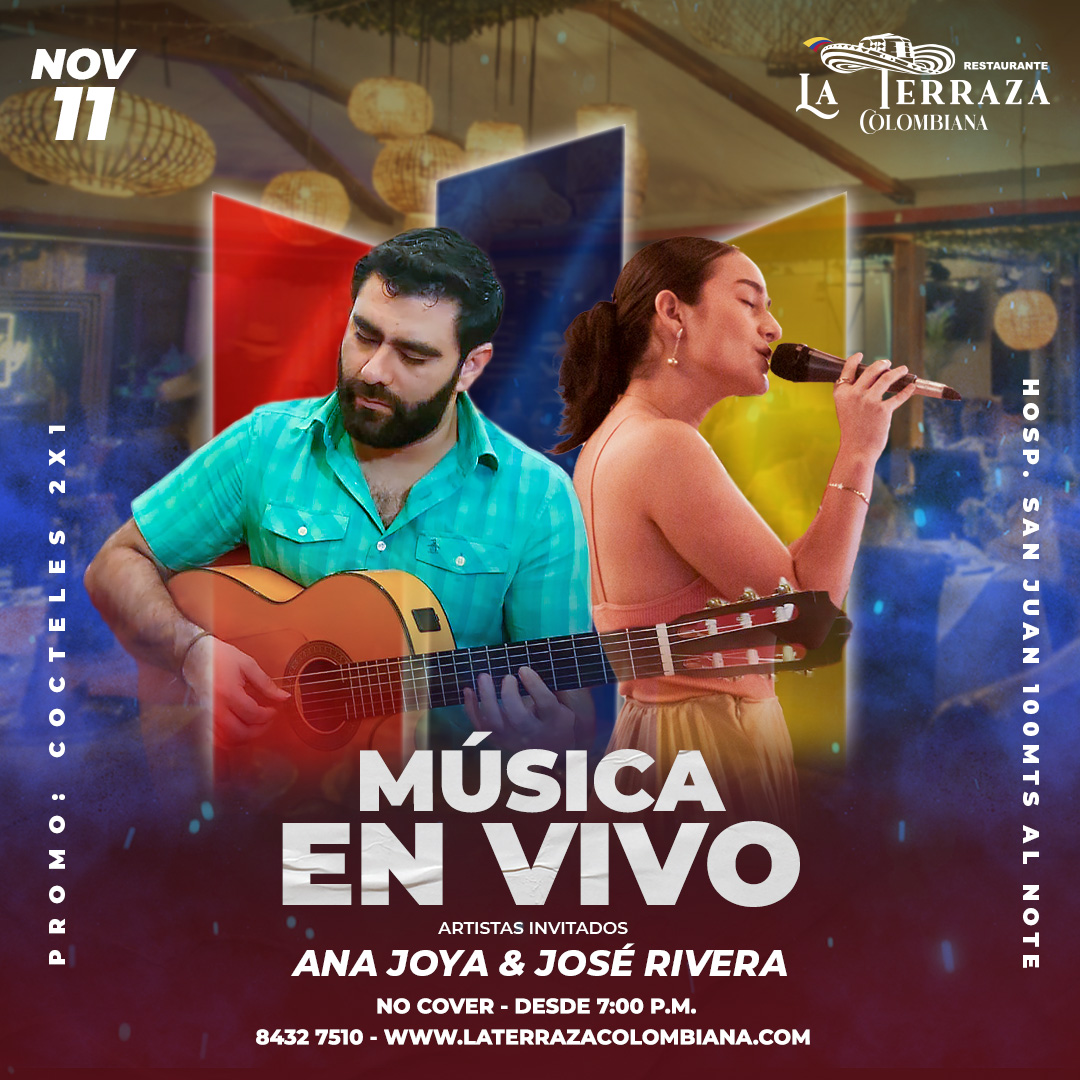 NOV
11
RESTAURANTE
LA TERRAZA
COLOMBIANA
PROMO: COCTELES 2X1
HOSP. SAN JUAN 100MTS AL NOTE
MÚSICA
EN VIVO
ARTISTAS INVITADOS
ANA JOYA & JOSÉ RIVERA
NO COVER - DESDE 7:00 P.M.
8432 7510 - WWW.LATERRAZACOLOMBIANA.COM